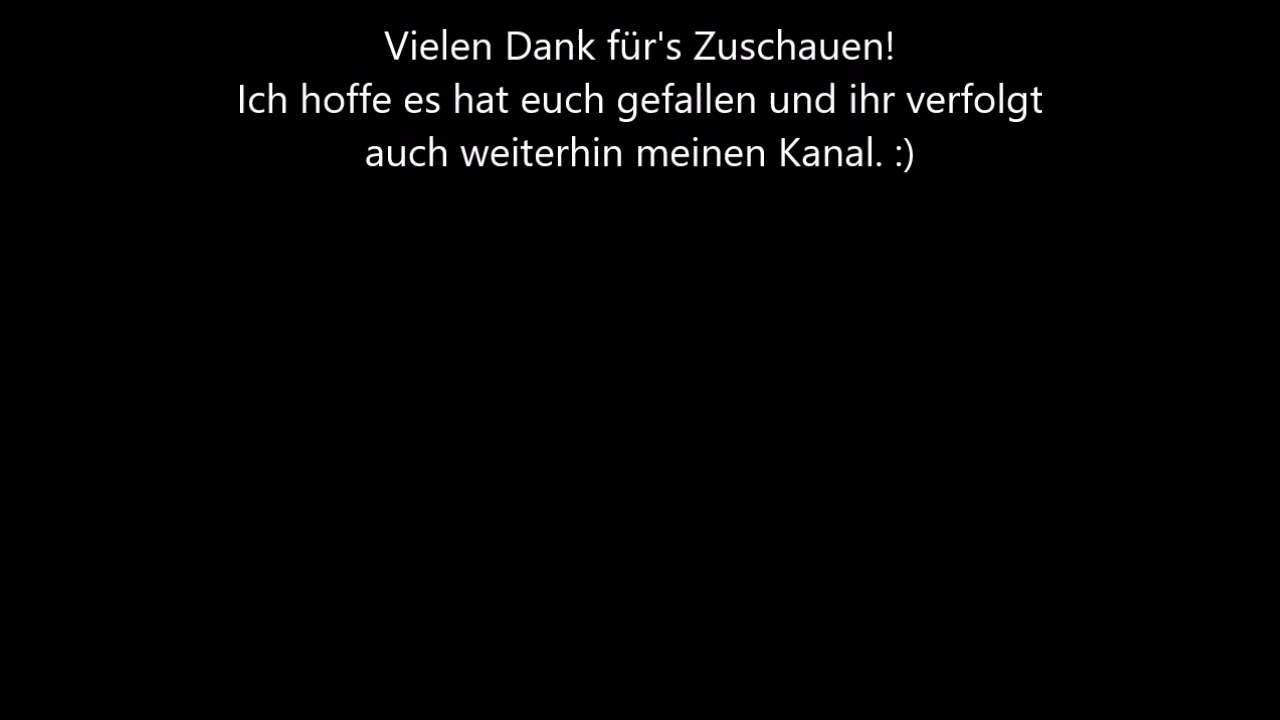 Vielen Dank für's Zuschauen!
Ich hoffe es hat euch gefallen und ihr verfolgt
auch weiterhin meinen Kanal. :)